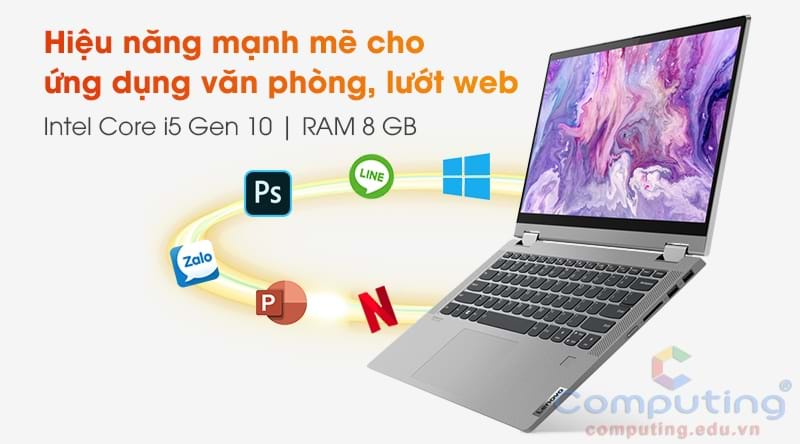 Hiệu năng mạnh mẽ cho
ứng dụng văn phòng, lướt web
Intel Core i5 Gen 10 | RAM 8 GB
LINE
Ps
Zalo
P
N
Lenovo
Computing®
computing.edu.vn